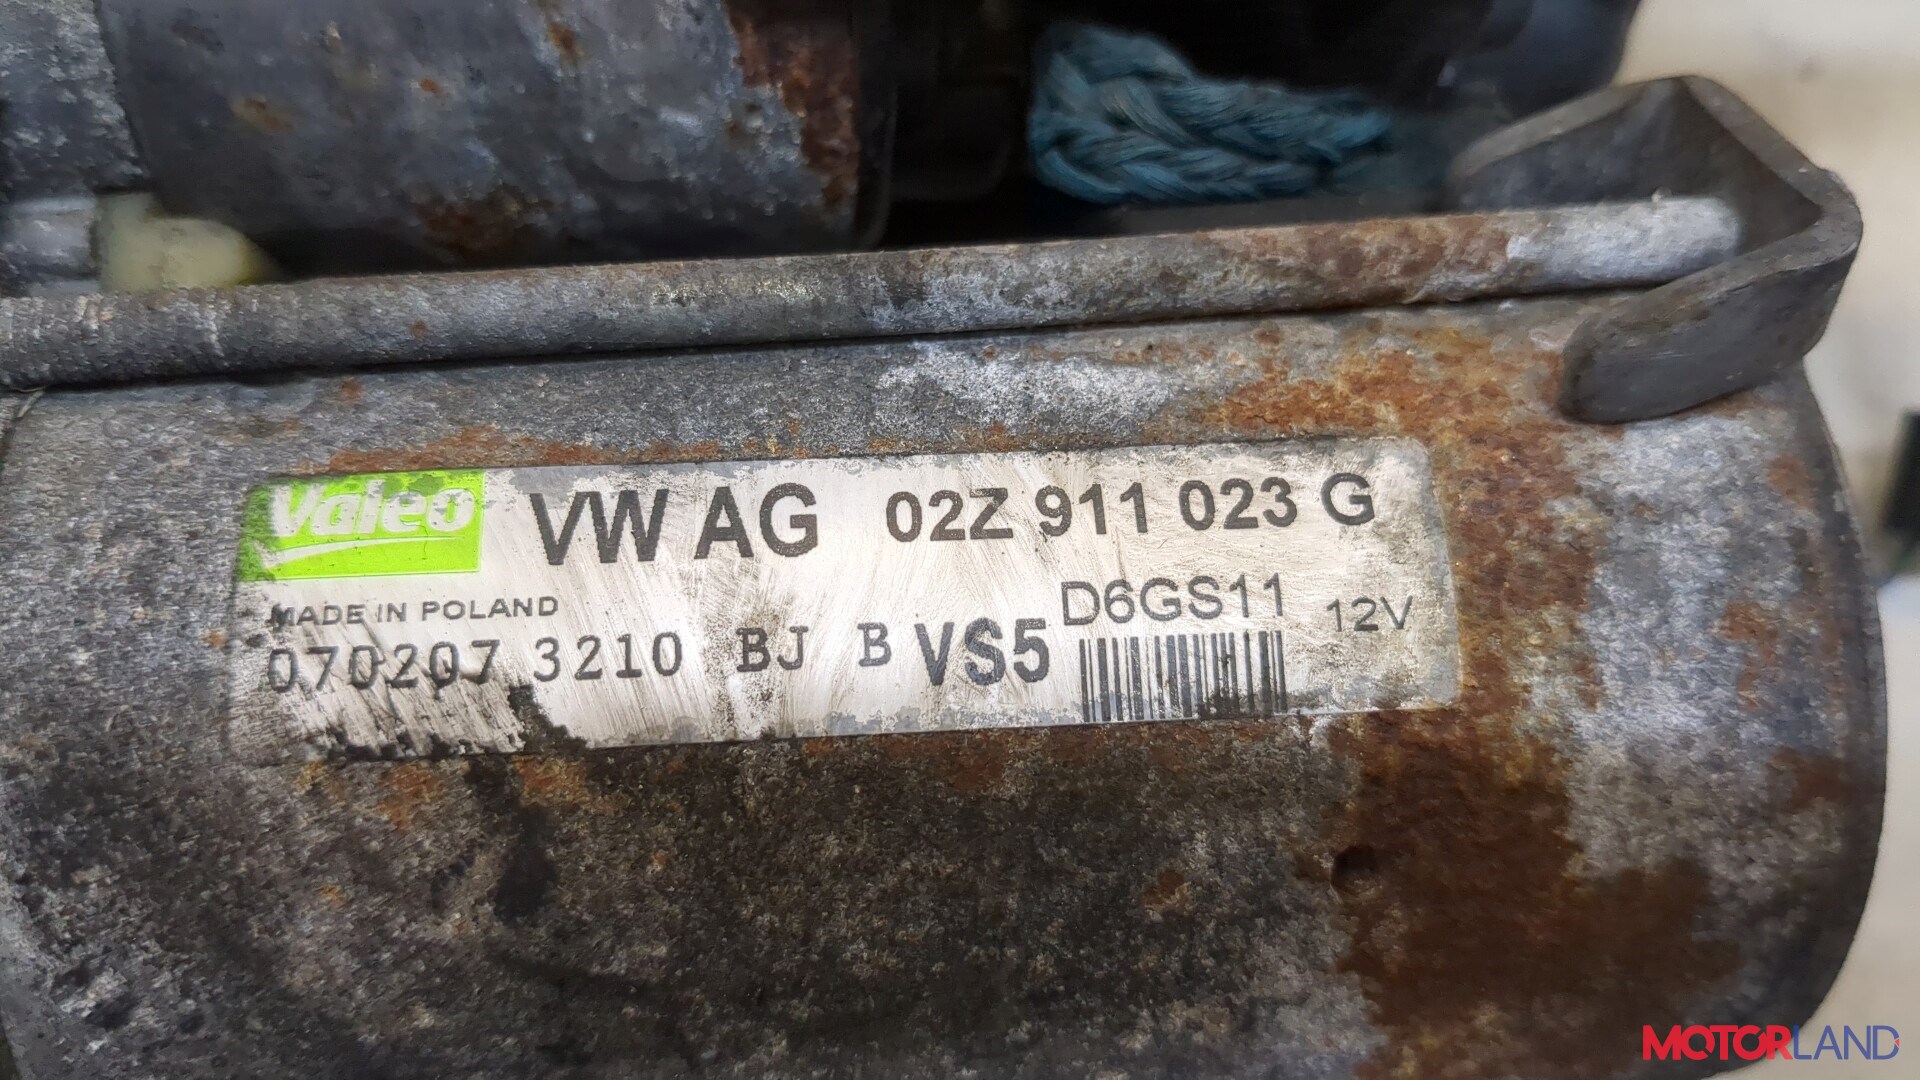 Valeo VW AG 02Z 911 023 G
MADE IN POLAND D6GS11 12V
070207 3210 BJ B VS5
MOTORLAND